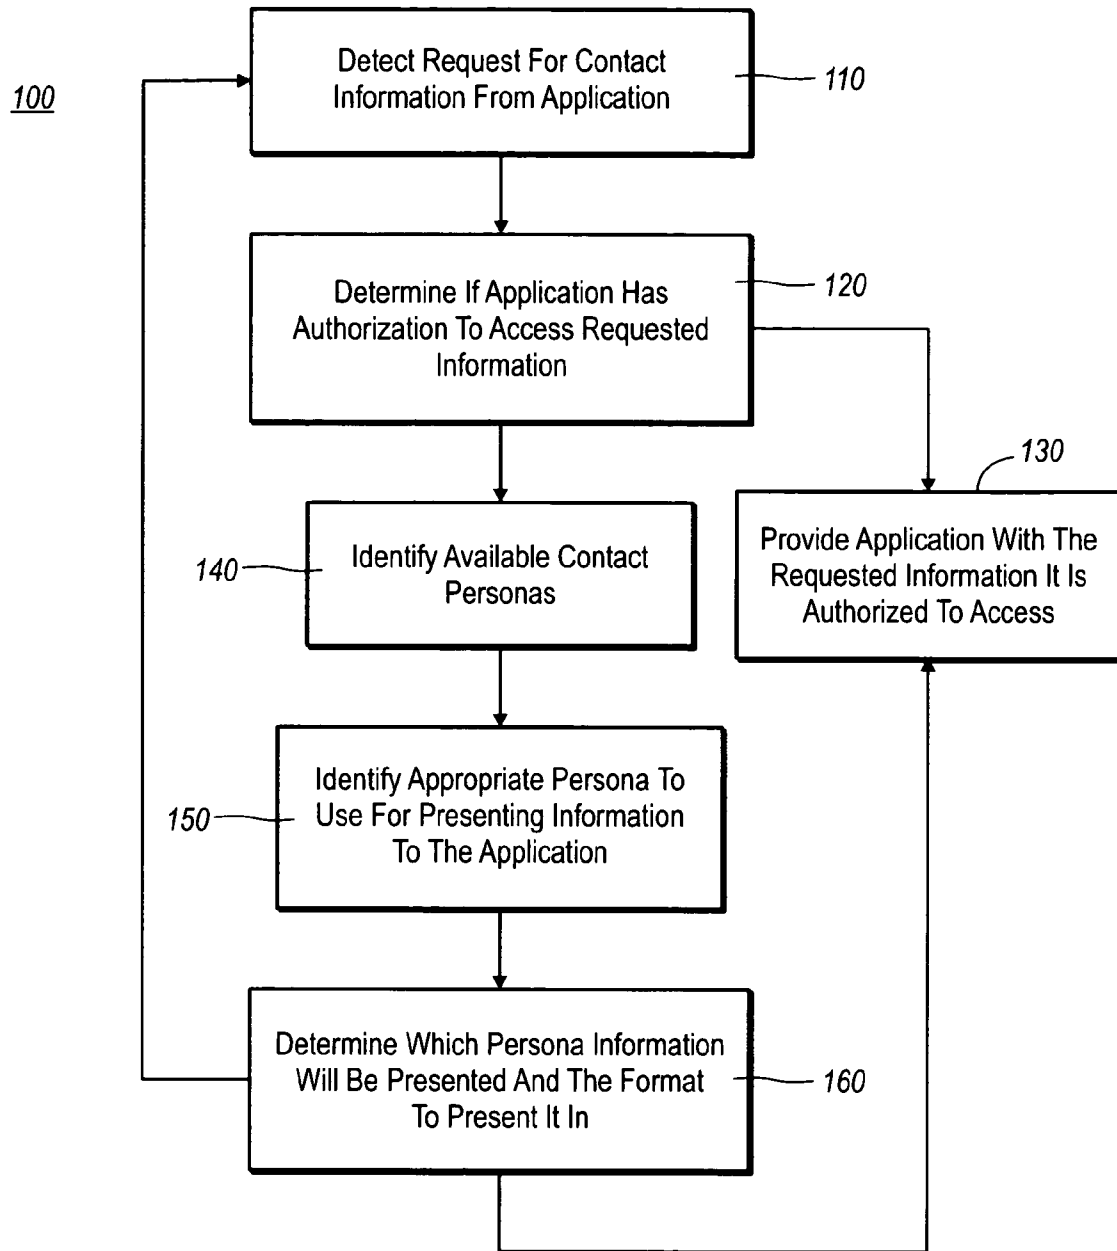 100
Detect Request For Contact
Information From Application
110
Determine If Application Has
Authorization To Access Requested
Information
120
130
Provide Application With The
Requested Information It Is
Authorized To Access
140
Identify Available Contact
Personas
150
Identify Appropriate Persona To
Use For Presenting Information
To The Application
Determine Which Persona Information
Will Be Presented And The Format
To Present It In
160